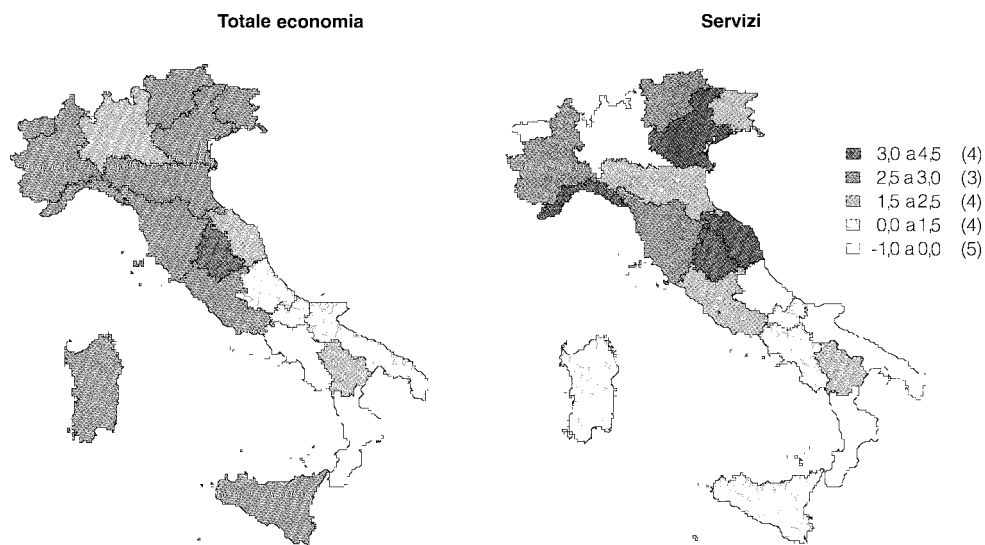 Totale economia
Servizi
3,0 a 4,5 (4)
2,5 a 3,0 (3)
1,5 a 2,5 (4)
0,0 a 1,5 (4)
-1,0 a 0,0 (5)